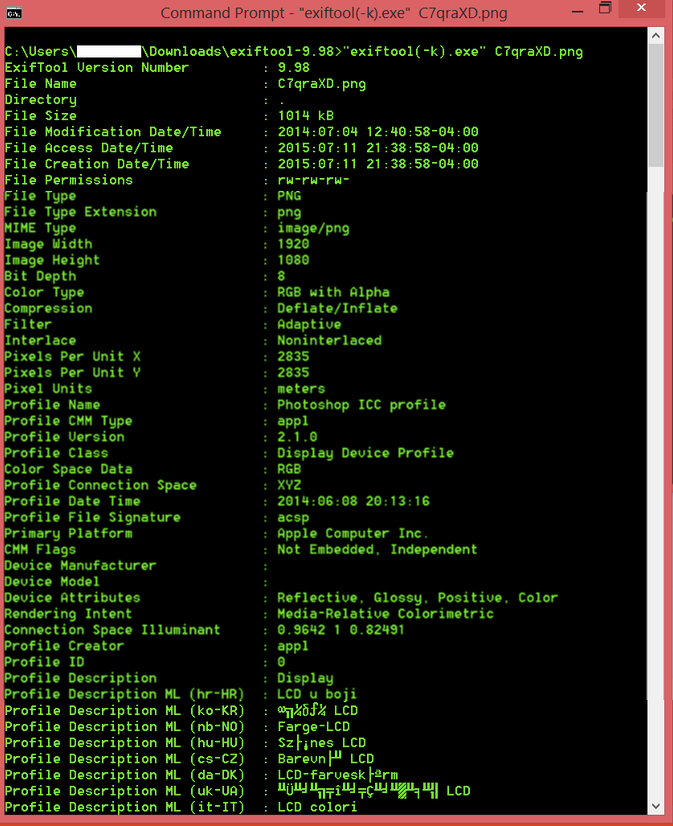 Command Prompt - "exiftool(-k).exe" C7qraXD.png
C:\Users\ \Downloads\exiftool-9.98>"exiftool(-k).exe" C7qraXD.png
ExifTool Version Number : 9.98
File Name : C7qraXD.png
Directory : .
File Size : 1014 kB
File Modification Date/Time : 2014:07:04 12:40:58-04:00
File Access Date/Time : 2015:07:11 21:38:58-04:00
File Creation Date/Time : 2015:07:11 21:38:58-04:00
File Permissions : rw-rw-rw-
File Type : PNG
File Type Extension : png
MIME Type : image/png
Image Width : 1920
Image Height : 1080
Bit Depth : 8
Color Type : RGB with Alpha
Compression : Deflate/Inflate
Filter : Adaptive
Interlace : Noninterlaced
Pixels Per Unit X : 2835
Pixels Per Unit Y : 2835
Pixel Units : meters
Profile Name : Photoshop ICC profile
Profile CMM Type : appl
Profile Version : 2.1.0
Profile Class : Display Device Profile
Color Space Data : RGB
Profile Connection Space : XYZ
Profile Date Time : 2014:06:08 20:13:16
Profile File Signature : acsp
Primary Platform : Apple Computer Inc.
CMM Flags : Not Embedded, Independent
Device Manufacturer :
Device Model :
Device Attributes : Reflective, Glossy, Positive, Color
Rendering Intent : Media-Relative Colorimetric
Connection Space Illuminant : 0.9642 1 0.82491
Profile Creator : appl
Profile ID : 0
Profile Description : Display
Profile Description ML (hr-HR) : LCD u boji
Profile Description ML (ko-KR) : LCD
Profile Description ML (nb-NO) : Farge-LCD
Profile Description ML (hu-HU) : Sz├¡nes LCD
Profile Description ML (cs-CZ) : Barevn├╜ LCD
Profile Description ML (da-DK) : LCD-farvesk├ªrm
Profile Description ML (uk-UA) : LCD
Profile Description ML (it-IT) : LCD colori